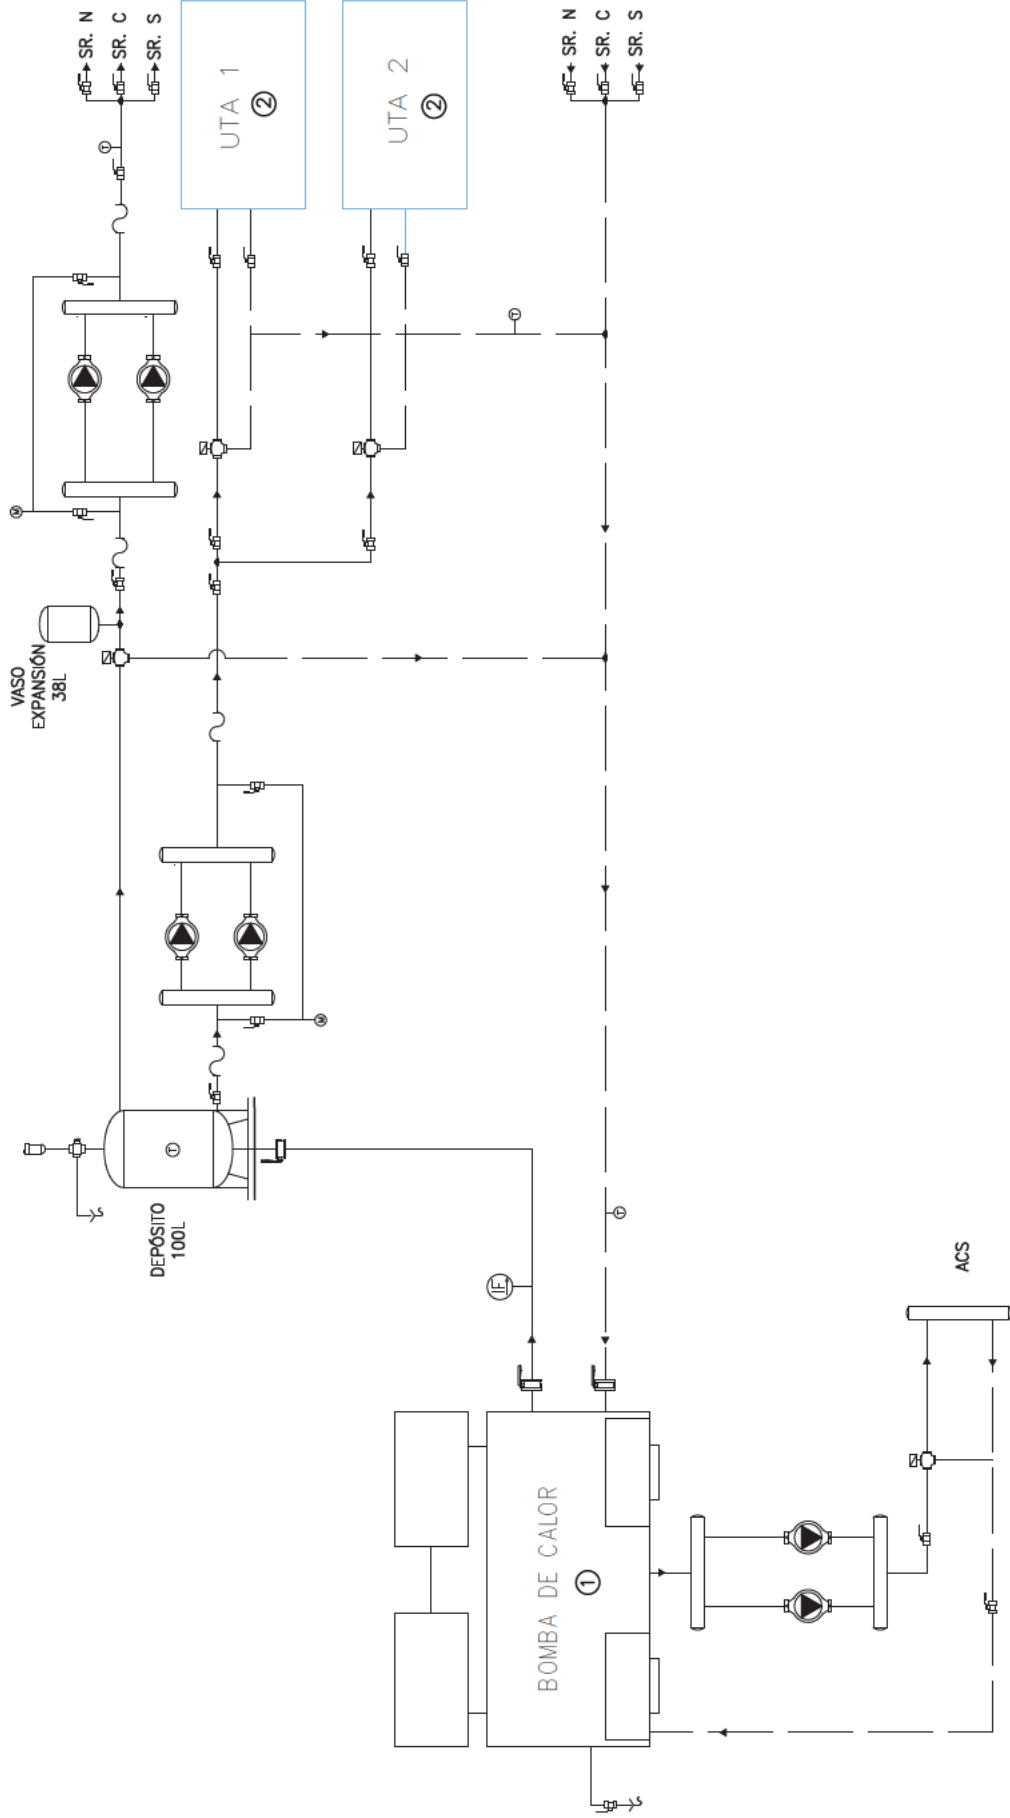 SR. N
SR. C
SR. S
UTA 1
2
UTA 2
2
SR. N
SR. C
SR. S
T
T
M
VASO
EXPANSIÓN
38L
M
T
DEPÓSITO
100L
T
IF
ACS
BOMBA DE CALOR
1